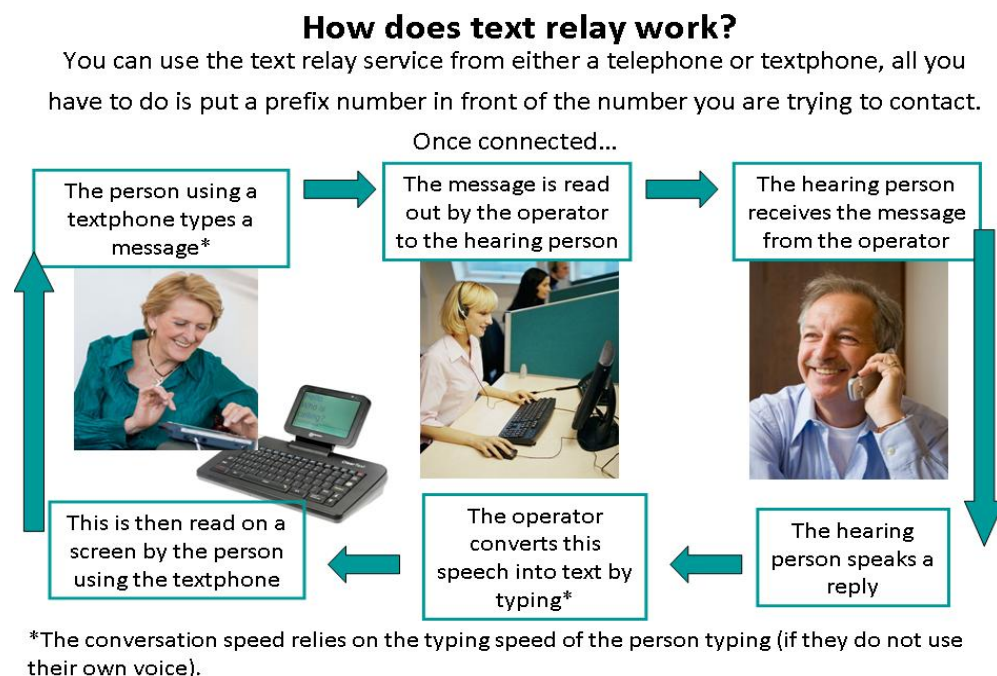 How does text relay work?
You can use the text relay service from either a telephone or textphone, all you
have to do is put a prefix number in front of the number you are trying to contact.
Once connected...
The person using a
textphone types a
message*
The message is read
out by the operator
to the hearing person
The hearing person
receives the message
from the operator
This is then read on a
screen by the person
using the textphone
The operator
converts this
speech into text by
typing*
The hearing
person speaks a
reply
*The conversation speed relies on the typing speed of the person typing (if they do not use
their own voice).